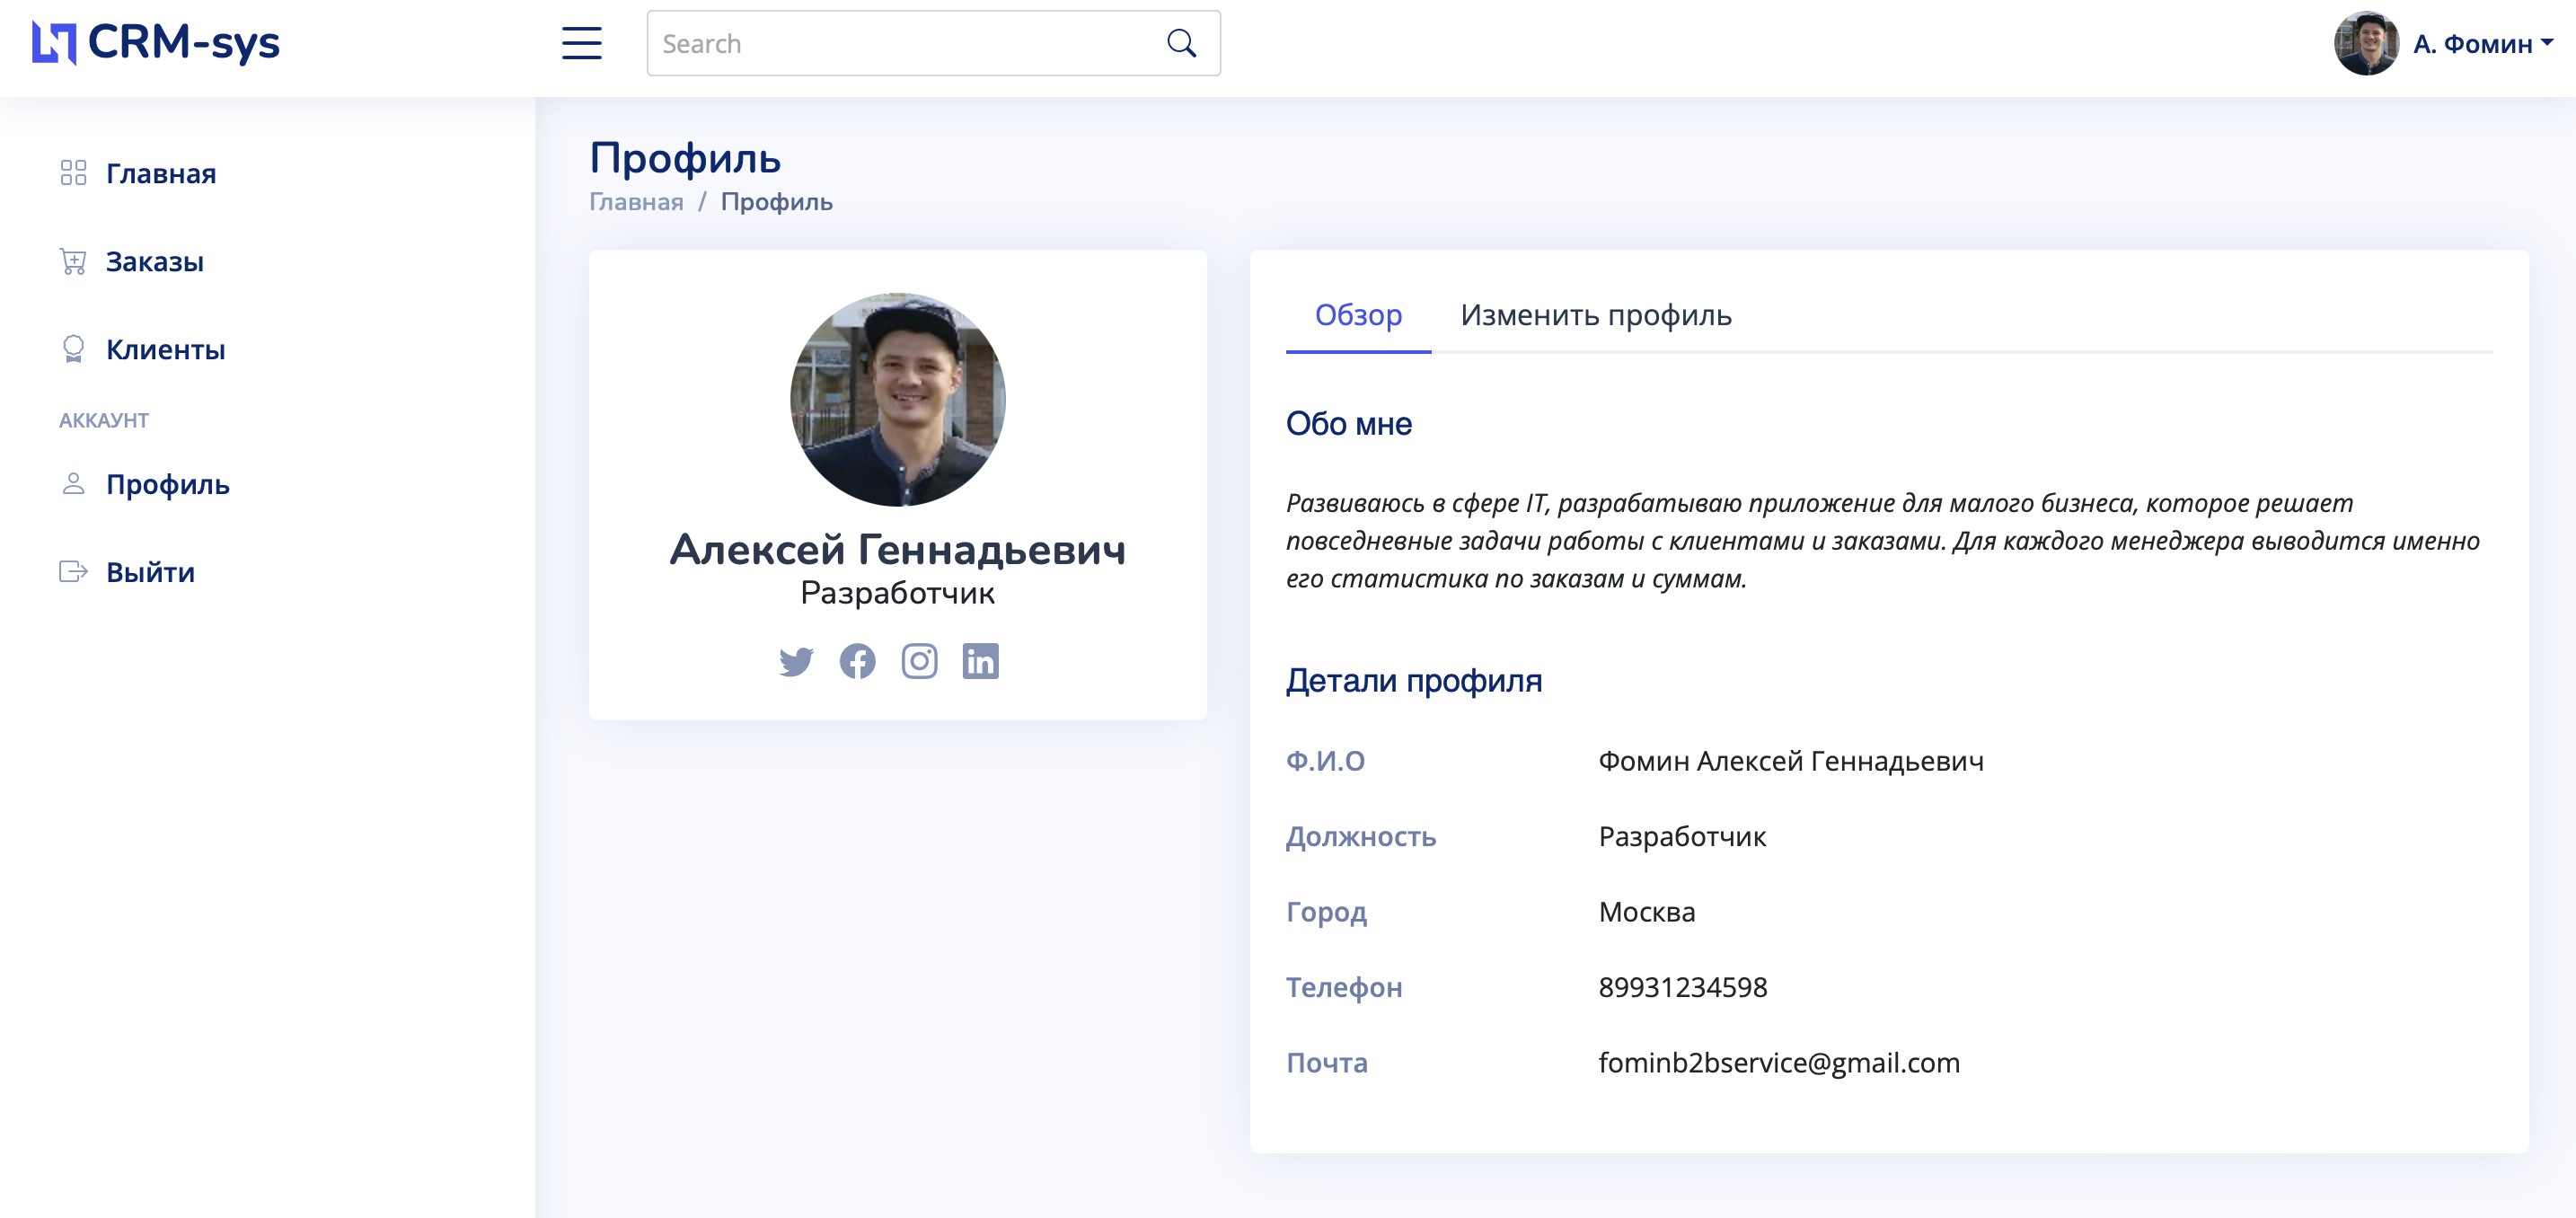 CRM-sys
Search
А. Фомин
Главная
Заказы
Клиенты
АККАУНТ
Профиль
Выйти
Профиль
Главная / Профиль
Алексей Геннадьевич
Разработчик
Обзор Изменить профиль
Обо мне
Развиваюсь в сфере IT, разрабатываю приложение для малого бизнеса, которое решает
повседневные задачи работы с клиентами и заказами. Для каждого менеджера выводится именно
его статистика по заказам и суммам.
Детали профиля
Ф.И.О Фомин Алексей Геннадьевич
Должность Разработчик
Город Москва
Телефон 89931234598
Почта fominb2bservice@gmail.com